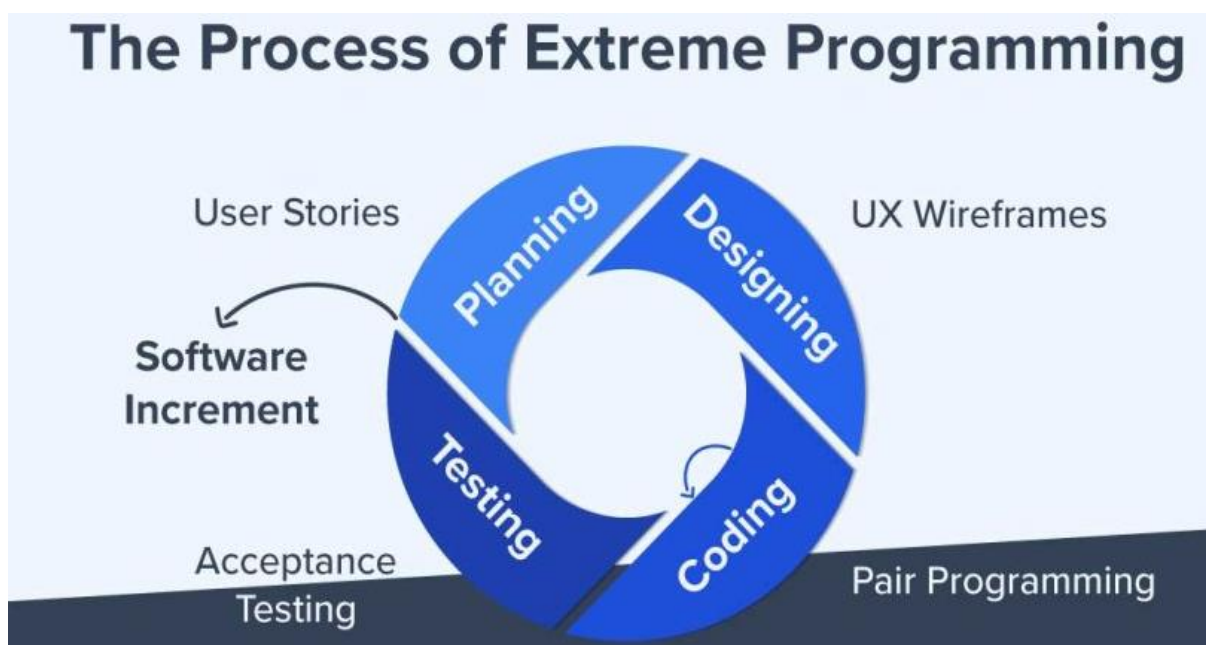 The Process of Extreme Programming
User Stories
Planning
Designing
UX Wireframes
Software
Increment
Testing
Coding
Acceptance
Testing
Pair Programming